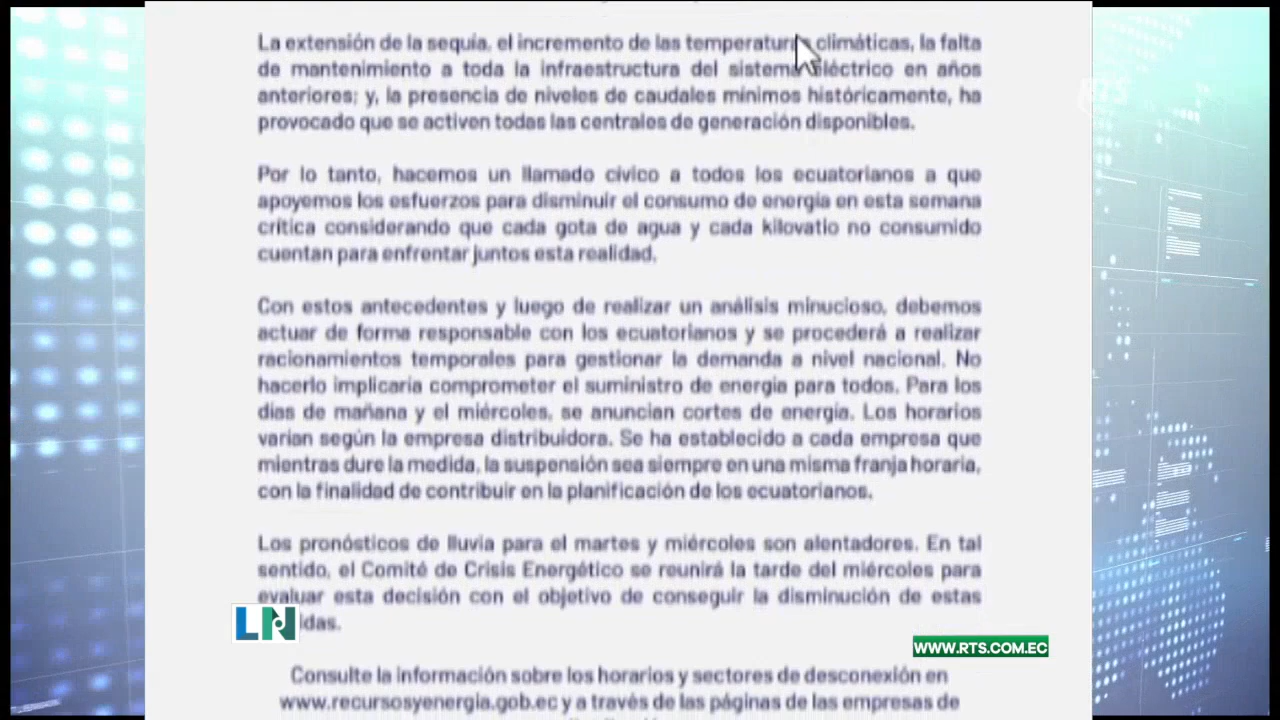 La extensión de la sequía, el incremento de las temperaturas climáticas, la falta
de mantenimiento a toda la infraestructura del sistema eléctrico en años
anteriores; y, la presencia de niveles de caudales mínimos históricamente, ha
provocado que se activen todas las centrales de generación disponibles.
Por lo tanto, hacemos un llamado cívico a todos los ecuatorianos a que
apoyemos los esfuerzos para disminuir el consumo de energía en esta semana
crítica considerando que cada gota de agua y cada kilovatio no consumido
cuentan para enfrentar juntos esta realidad.
Con estos antecedentes y luego de realizar un análisis minucioso, debemos
actuar de forma responsable con los ecuatorianos y se procederá a realizar
racionamientos temporales para gestionar la demanda a nivel nacional. No
hacerlo implicaría comprometer el suministro de energía para todos. Para los
días de mañana y el miércoles, se anuncian cortes de energía. Los horarios
varían según la empresa distribuidora. Se ha establecido a cada empresa que
mientras dure la medida, la suspensión sea siempre en una misma franja horaria,
con la finalidad de contribuir en la planificación de los ecuatorianos.
Los pronósticos de lluvia para el martes y miércoles son alentadores. En tal
sentido, el Comité de Crisis Energético se reunirá la tarde del miércoles para
evaluar esta decisión con el objetivo de conseguir la disminución de estas
idas.
Consulte la información sobre los horarios y sectores de desconexión en
www.recursosyenergia.gob.ec y a través de las páginas de las empresas de
RTS
LN
WWW.RTS.COM.EC